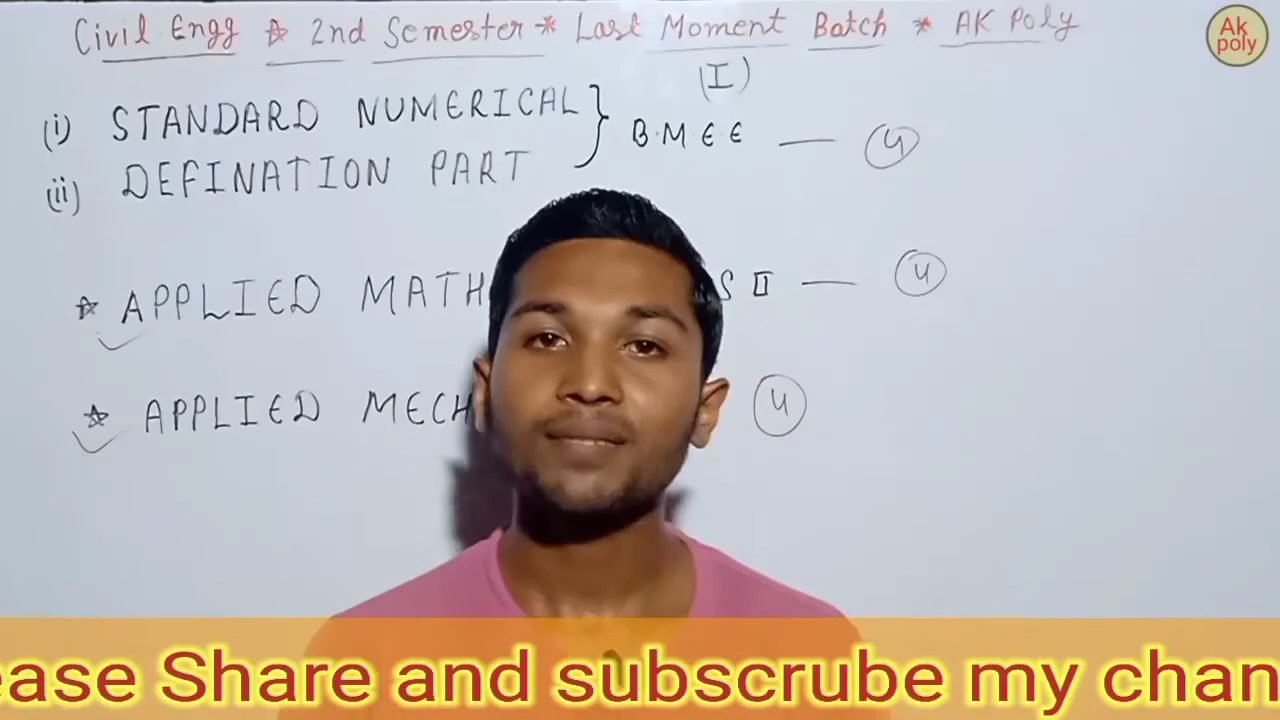 Civil Engg ☆ 2nd Semester * Last Moment Batch * AK Poly
Ak poly
(I)
(i) STANDARD NUMERICAL } B.M.E.E — 4
(ii) DEFINATION PART
☆ APPLIED MATH S II — 4
☆ APPLIED MECH 4
ease Share and subscrube my chan